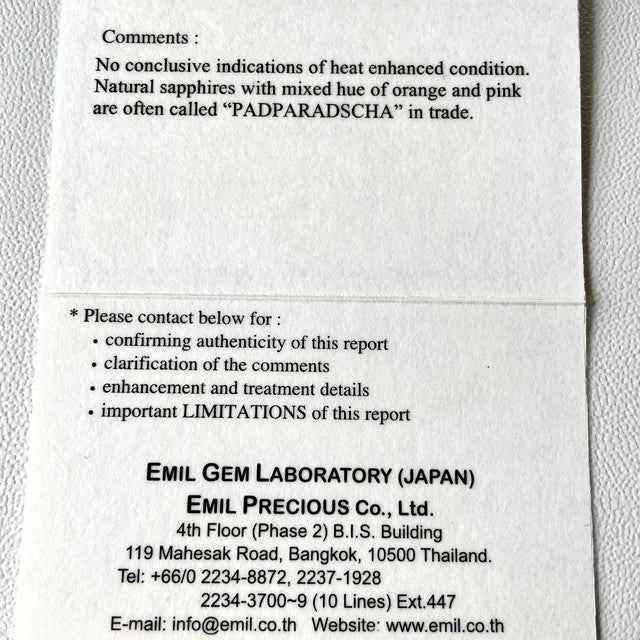 Comments :
No conclusive indications of heat enhanced condition.
Natural sapphires with mixed hue of orange and pink
are often called “PADPARADSCHA” in trade.
* Please contact below for :
• confirming authenticity of this report
• clarification of the comments
• enhancement and treatment details
• important LIMITATIONS of this report
EMIL GEM LABORATORY (JAPAN)
EMIL PRECIOUS Co., Ltd.
4th Floor (Phase 2) B.I.S. Building
119 Mahesak Road, Bangkok, 10500 Thailand.
Tel: +66/0 2234-8872, 2237-1928
2234-3700~9 (10 Lines) Ext.447
E-mail: info@emil.co.th Website: www.emil.co.th